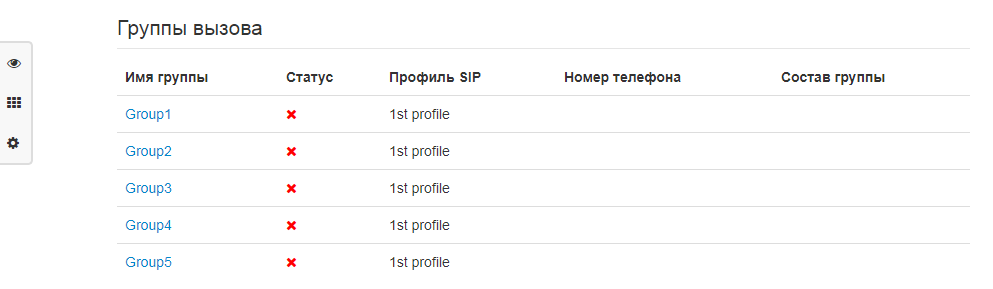 Группы вызова
Имя группы Статус Профиль SIP Номер телефона Состав группы
Group1 1st profile
Group2 1st profile
Group3 1st profile
Group4 1st profile
Group5 1st profile